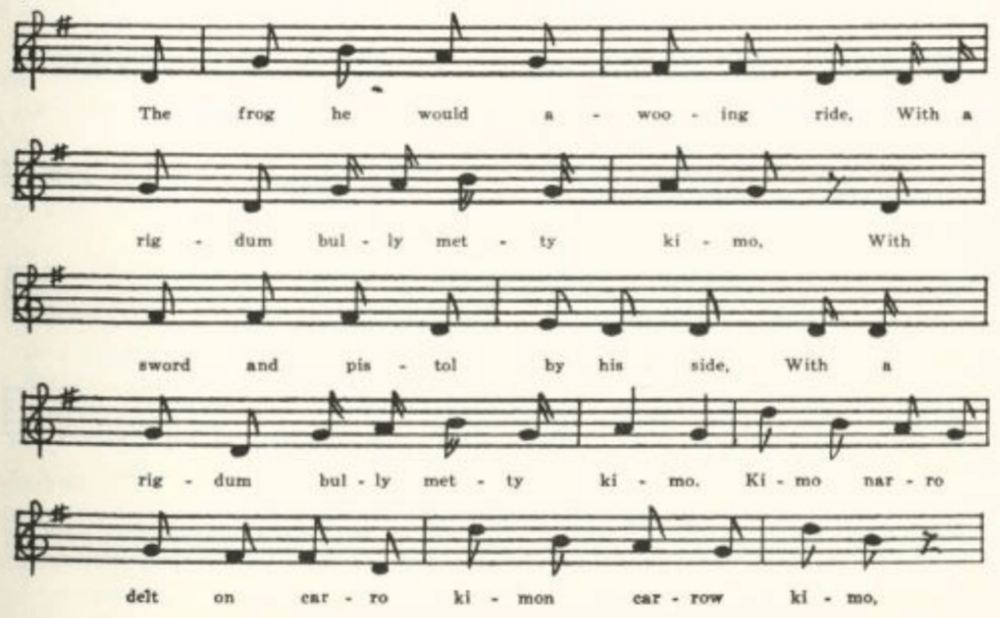 The frog he would a - woo - ing ride, With a
rig - dum bul - ly met - ty ki - mo, With
sword and pis - tol by his side, With a
rig - dum bul - ly met - ty ki - mo. Ki - mo nar - ro
delt on car - ro ki - mon car - row ki - mo,